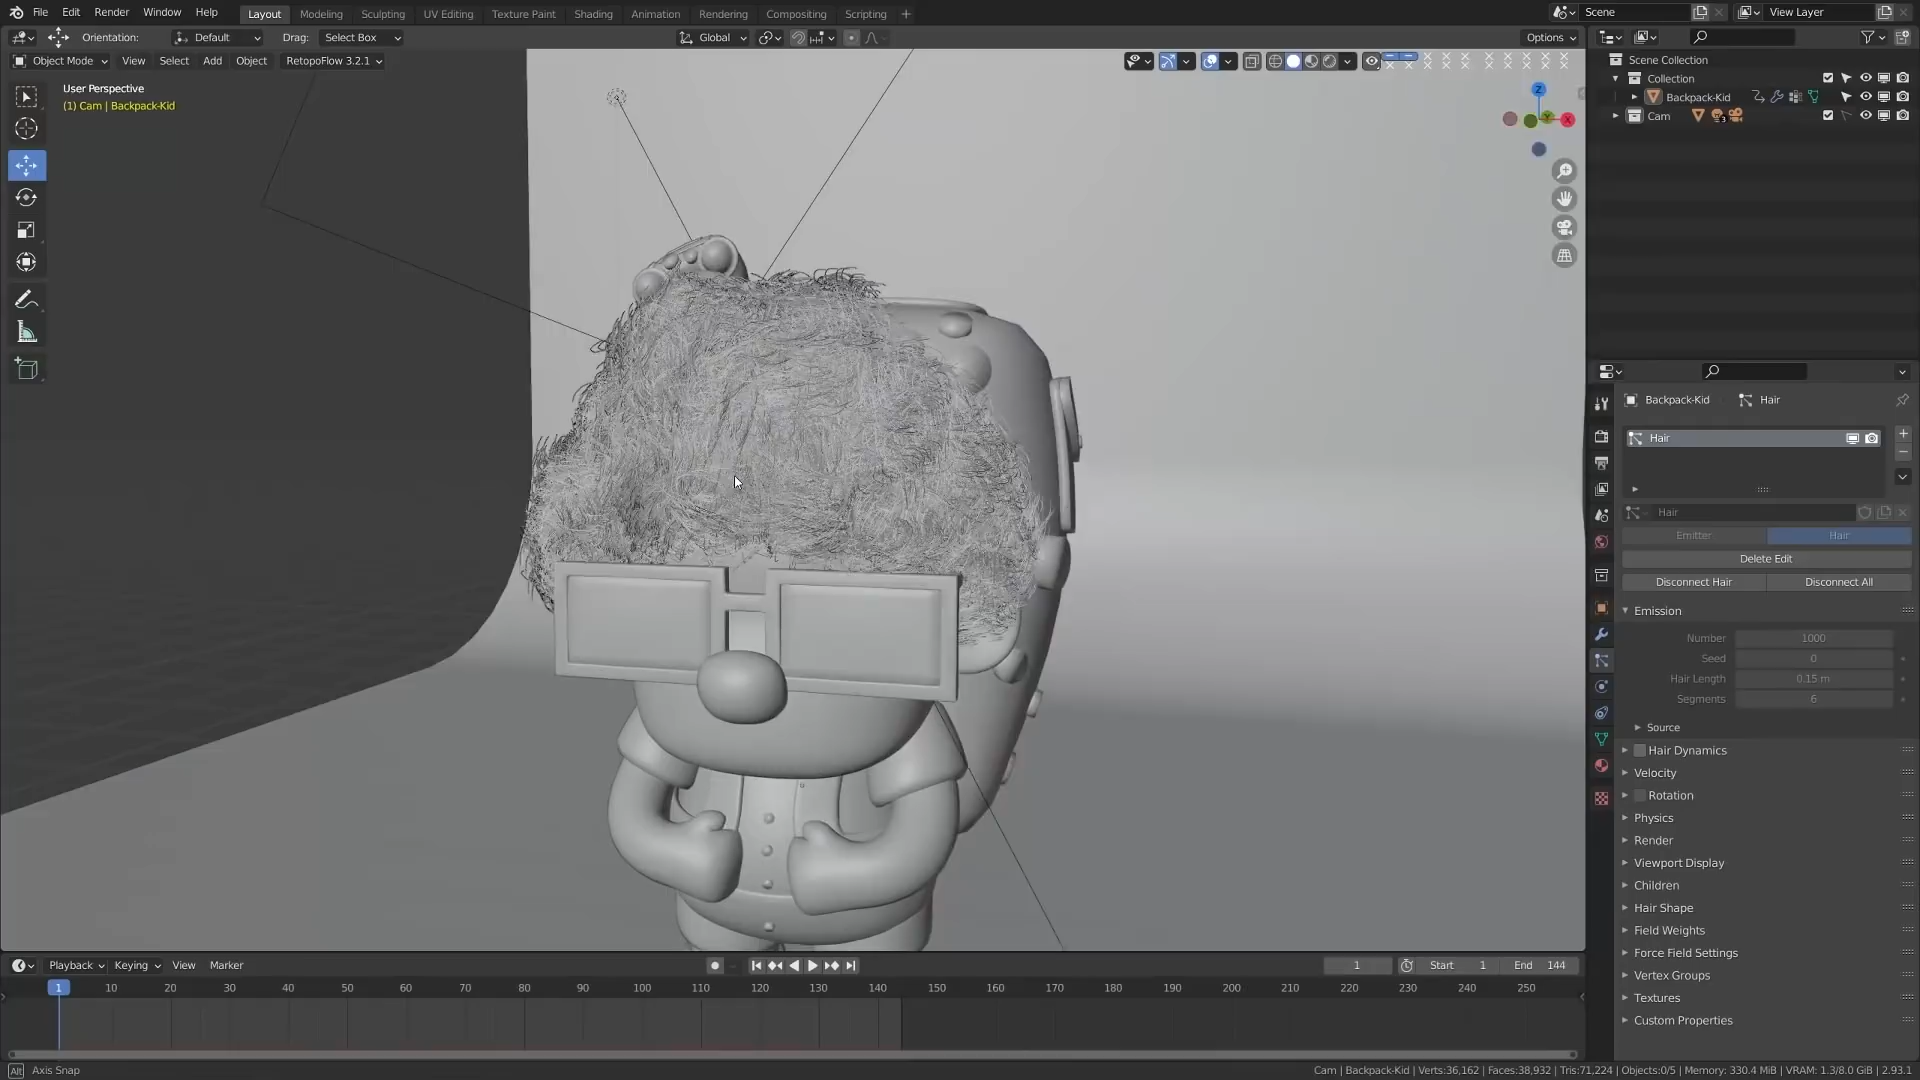 File Edit Render Window Help Layout Modeling Sculpting UV Editing Texture Paint Shading Animation Rendering Compositing Scripting + Scene View Layer
Orientation: Default Drag: Select Box Global Options
Object Mode View Select Add Object RetopoFlow 3.2.1
User Perspective
(1) Cam | Backpack-Kid
Z
Y
X
Scene Collection
Collection
Backpack-Kid
Cam
3
Backpack-Kid Hair
Hair
Hair
Emitter Hair
Delete Edit
Disconnect Hair Disconnect All
Emission
Number 1000
Seed 0
Hair Length 0.15 m
Segments 6
Source
Hair Dynamics
Velocity
Rotation
Physics
Render
Viewport Display
Children
Hair Shape
Field Weights
Force Field Settings
Vertex Groups
Textures
Custom Properties
Playback Keying View Marker 1 Start 1 End 144
1 10 20 30 40 50 60 70 80 90 100 110 120 130 140 150 160 170 180 190 200 210 220 230 240 250
Alt Axis Snap
Cam | Backpack-Kid | Verts:36,162 | Faces:38,932 | Tris:71,224 | Objects:0/5 | Memory: 330.4 MiB | VRAM: 1.3/8.0 GiB | 2.93.1